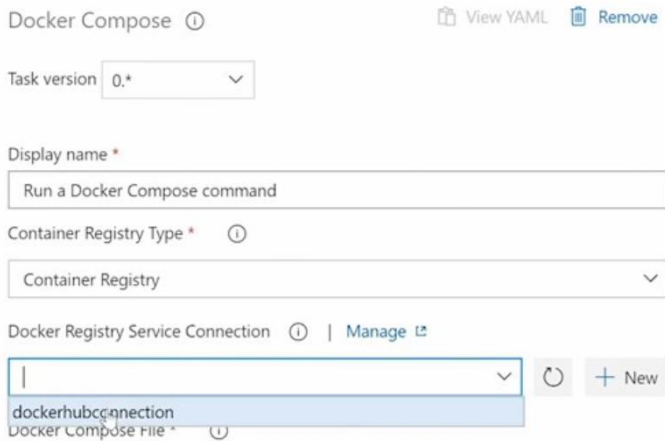 Docker Compose
View YAML
Remove
Task version 0.*
Display name *
Run a Docker Compose command
Container Registry Type *
Container Registry
Docker Registry Service Connection | Manage
+ New
dockerhubconnection
Docker Compose File *